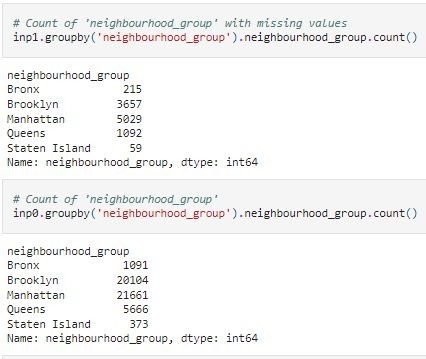 # Count of 'neighbourhood_group' with missing values
inp1.groupby('neighbourhood_group').neighbourhood_group.count()
neighbourhood_group
Bronx 215
Brooklyn 3657
Manhattan 5029
Queens 1092
Staten Island 59
Name: neighbourhood_group, dtype: int64
# Count of 'neighbourhood_group'
inp0.groupby('neighbourhood_group').neighbourhood_group.count()
neighbourhood_group
Bronx 1091
Brooklyn 20104
Manhattan 21661
Queens 5666
Staten Island 373
Name: neighbourhood_group, dtype: int64